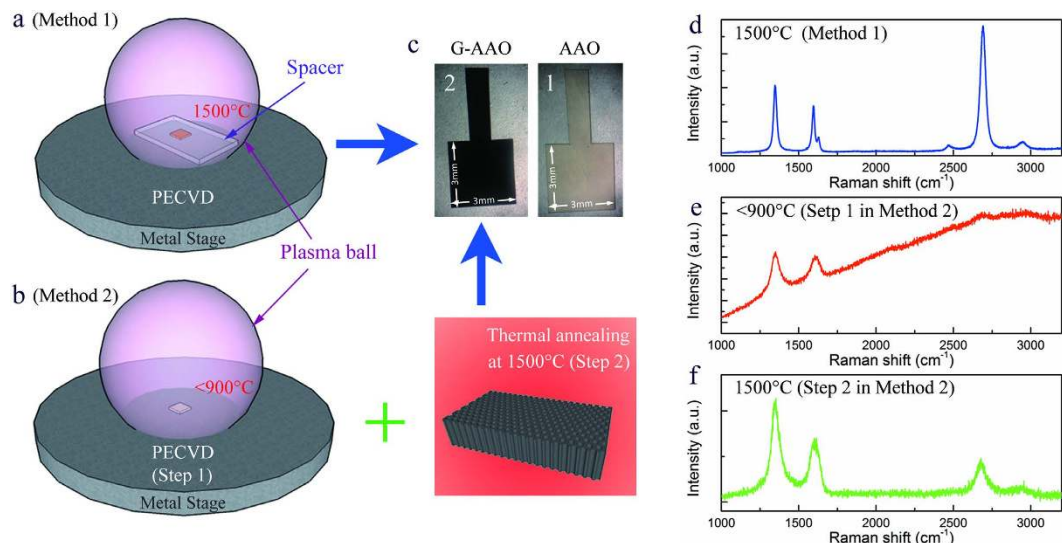 a (Method 1)
1500°C
Spacer
PECVD
Metal Stage
Plasma ball
b (Method 2)
<900°C
PECVD
(Step 1)
Metal Stage
c
G-AAO
AAO
2
3mm
3mm
1
3mm
3mm
Thermal annealing
at 1500°C (Step 2)
d
1500°C (Method 1)
Intensity (a.u.)
1000 1500 2000 2500 3000
Raman shift (cm⁻¹)
e
<900°C (Setp 1 in Method 2)
Intensity (a.u.)
1000 1500 2000 2500 3000
Raman shift (cm⁻¹)
f
1500°C (Step 2 in Method 2)
Intensity (a.u.)
1000 1500 2000 2500 3000
Raman shift (cm⁻¹)